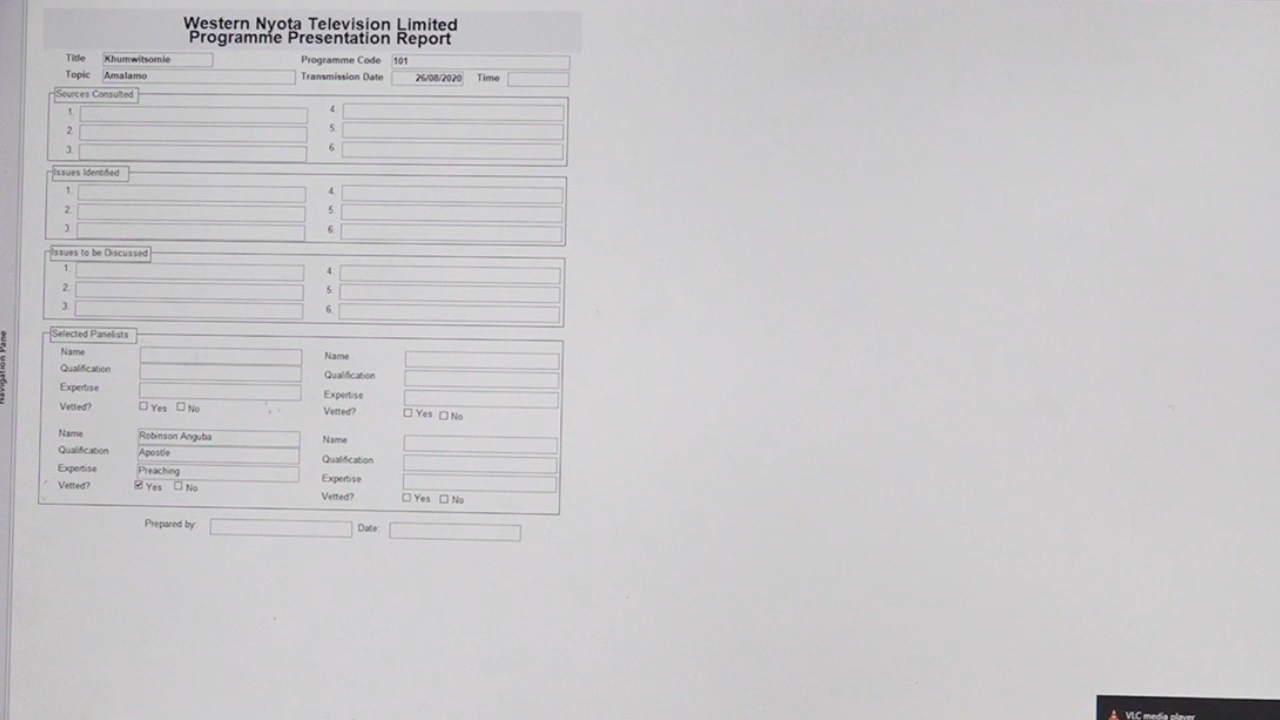 Western Nyota Television Limited
Programme Presentation Report
Title Khumwitsomie Programme Code 101
Topic Amalamo Transmission Date 26/08/2020 Time
Sources Consulted
1. 4.
2. 5.
3. 6.
Issues Identified
1. 4.
2. 5.
3. 6.
Issues to be Discussed
1. 4.
2. 5.
3. 6.
Selected Panelists
Name Name
Qualification Qualification
Expertise Expertise
Vetted? Yes No Vetted? Yes No
Name Robinson Anguba Name
Qualification Apostle Qualification
Expertise Preaching Expertise
Vetted? Yes No Vetted? Yes No
Prepared by: Date:
Navigation Pane
VLC media player